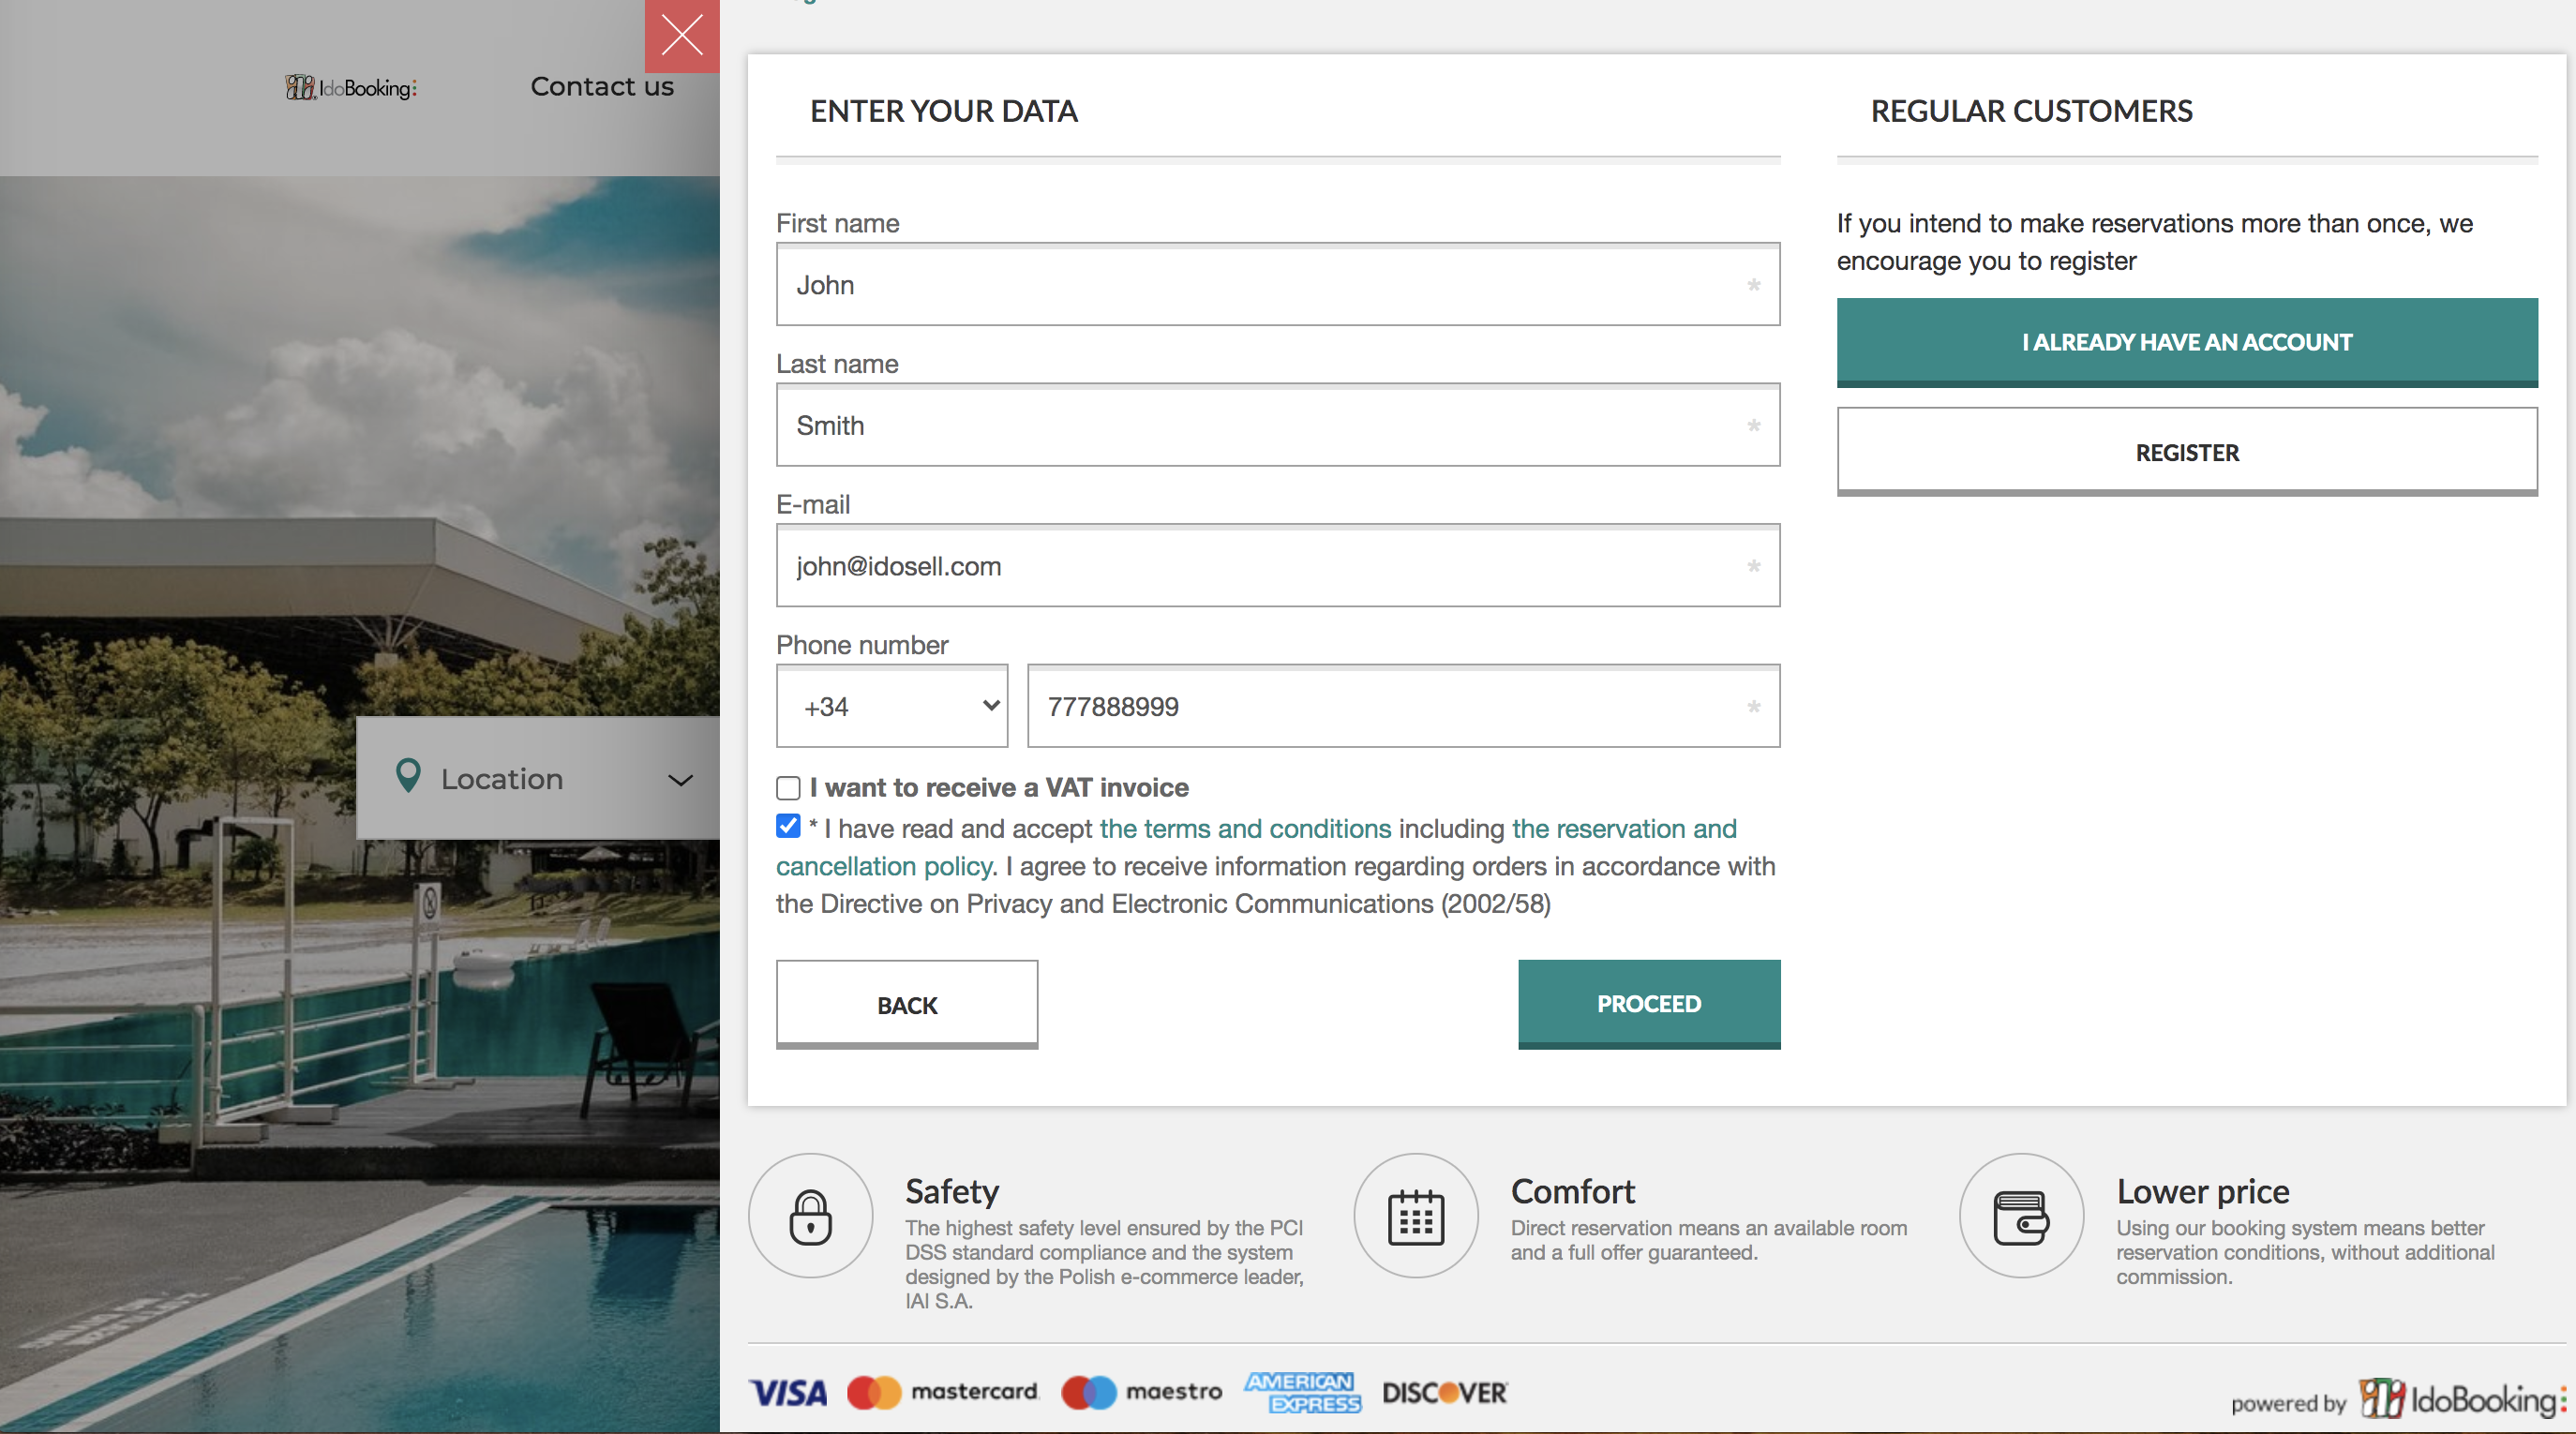 IdoBooking
Contact us
Location
ENTER YOUR DATA
First name
John *
Last name
Smith *
E-mail
john@idosell.com *
Phone number
+34
777888999 *
I want to receive a VAT invoice
* I have read and accept the terms and conditions including the reservation and
cancellation policy. I agree to receive information regarding orders in accordance with
the Directive on Privacy and Electronic Communications (2002/58)
BACK
PROCEED
REGULAR CUSTOMERS
If you intend to make reservations more than once, we
encourage you to register
I ALREADY HAVE AN ACCOUNT
REGISTER
Safety
The highest safety level ensured by the PCI
DSS standard compliance and the system
designed by the Polish e-commerce leader,
IAI S.A.
Comfort
Direct reservation means an available room
and a full offer guaranteed.
Lower price
Using our booking system means better
reservation conditions, without additional
commission.
VISA
mastercard
maestro
AMERICAN
EXPRESS
DISCOVER
powered by IdoBooking